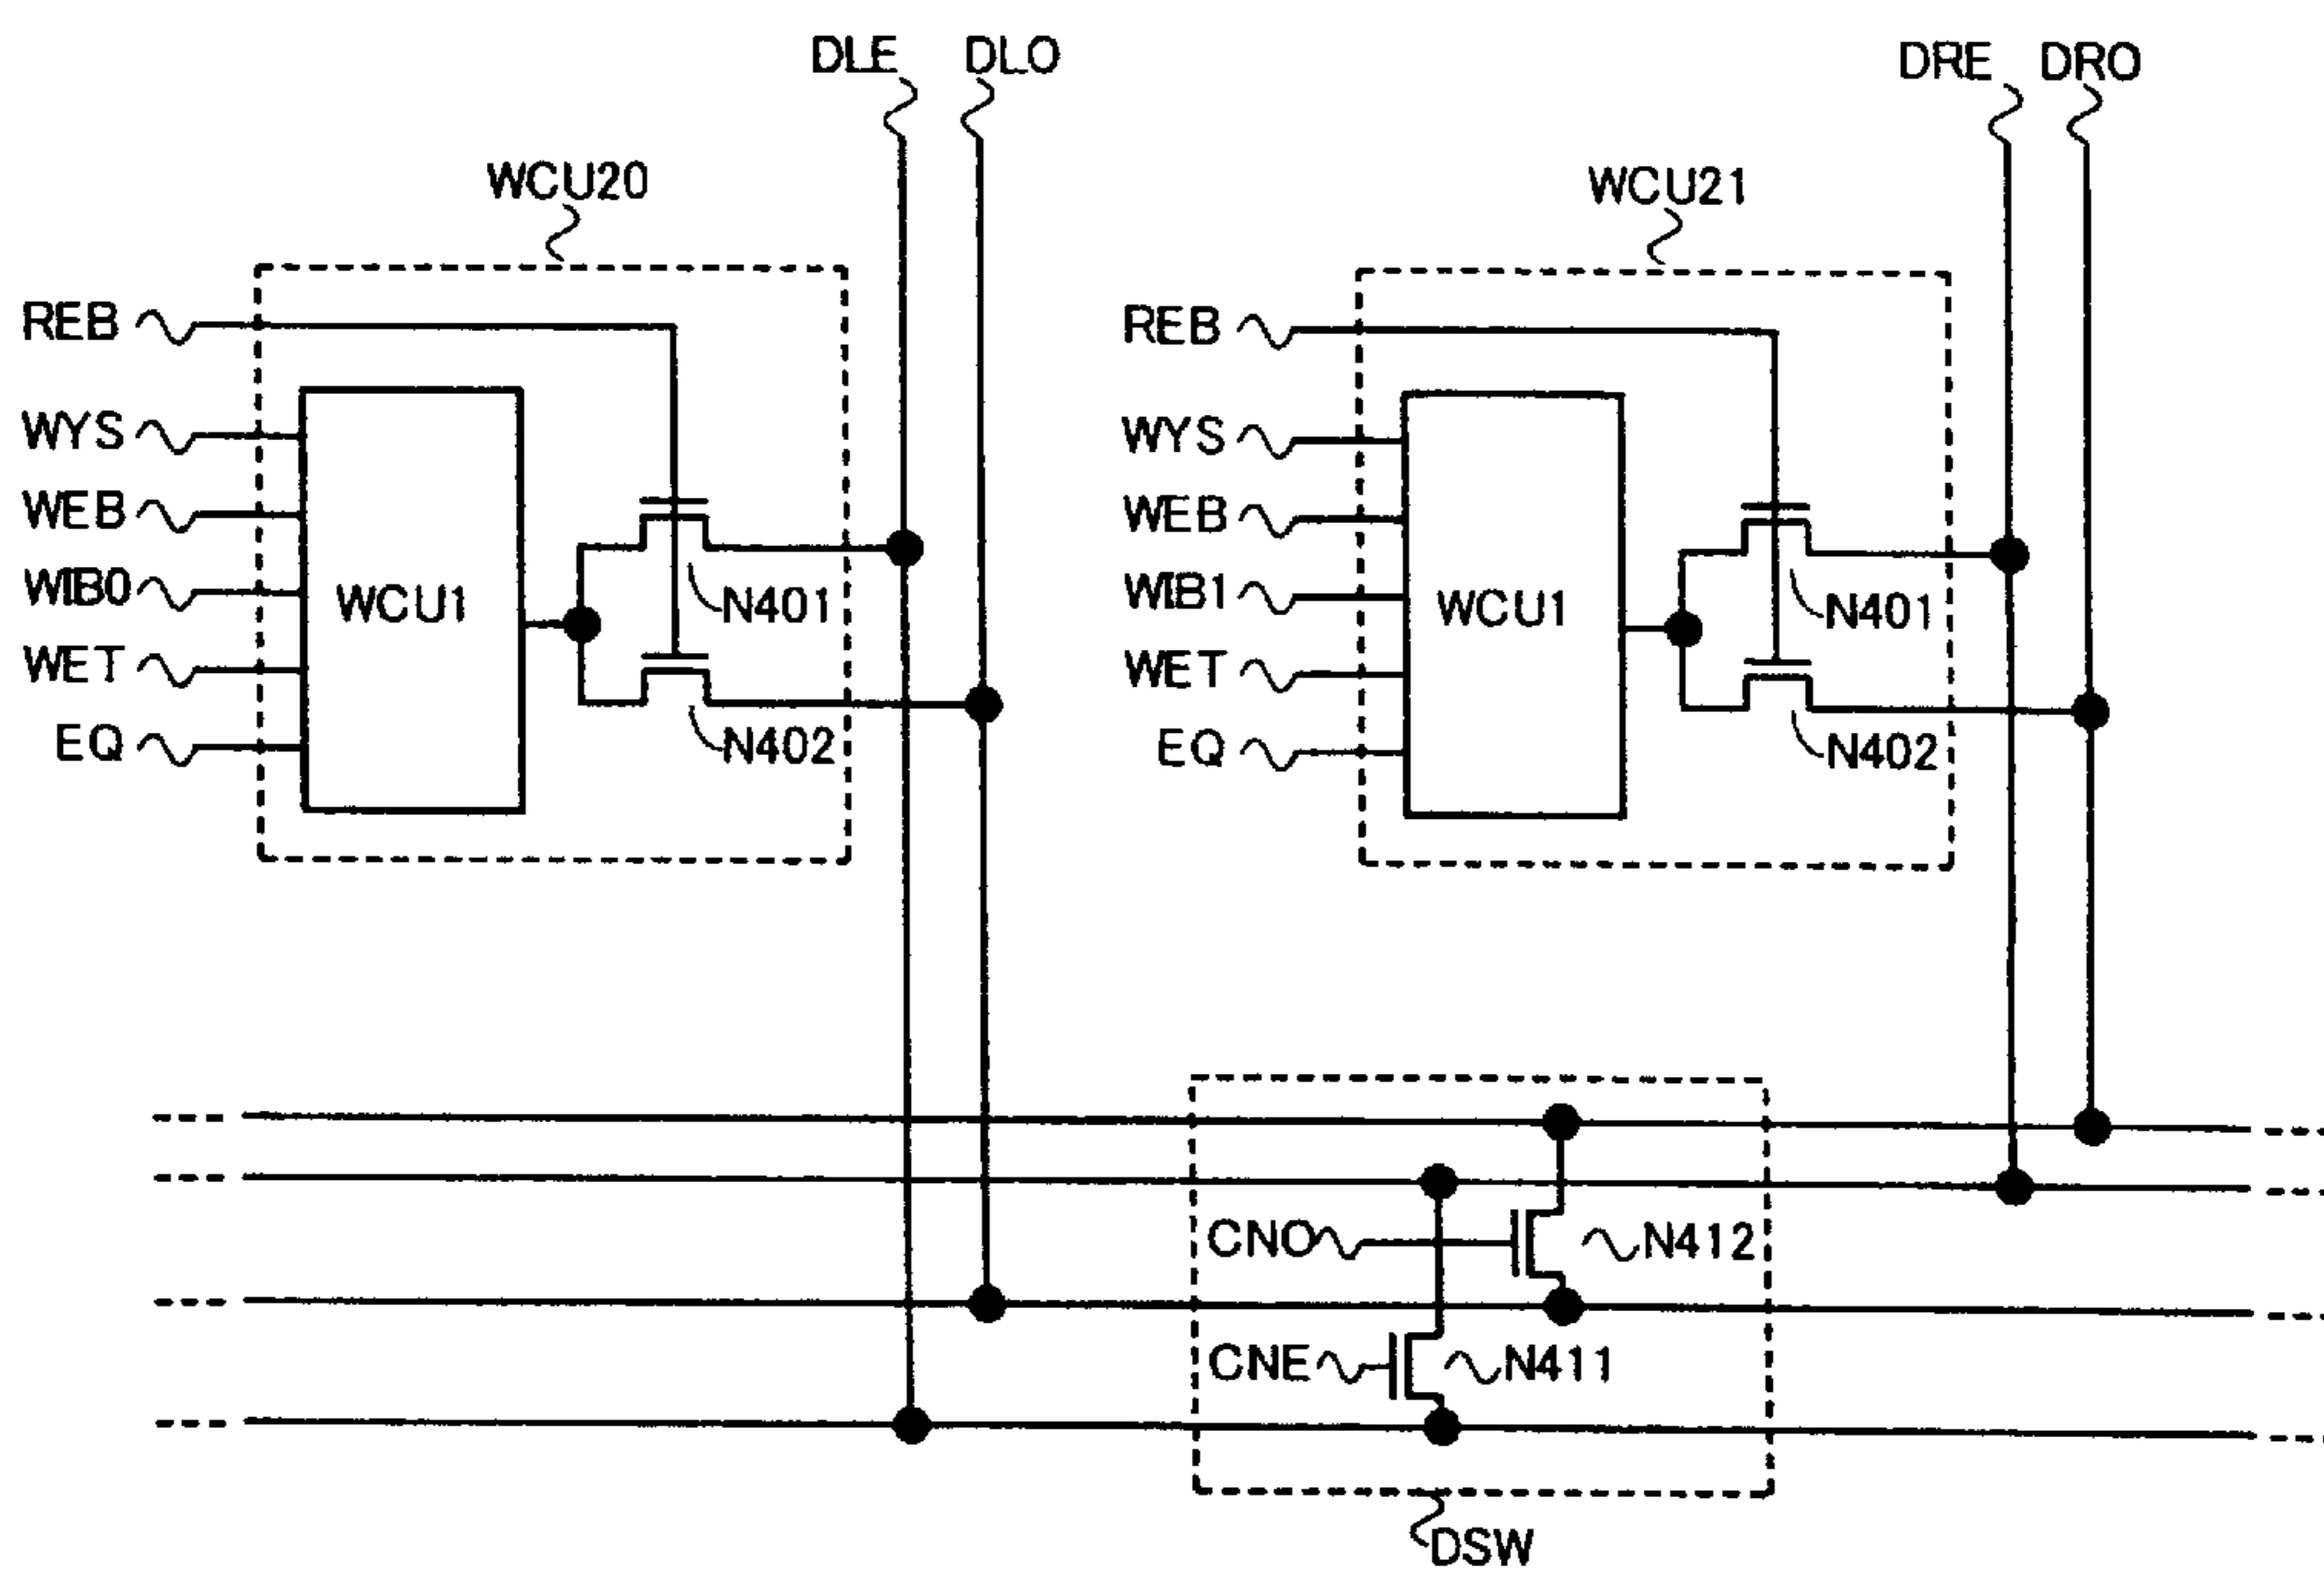 DLE DLO
DRE DRO
WCU20
WCU21
REB
WYS
WEB
WIB0
WET
EQ
WCU1
N401
N402
REB
WYS
WEB
WIB1
WET
EQ
WCU1
N401
N402
CNO
N412
CNE
N411
DSW